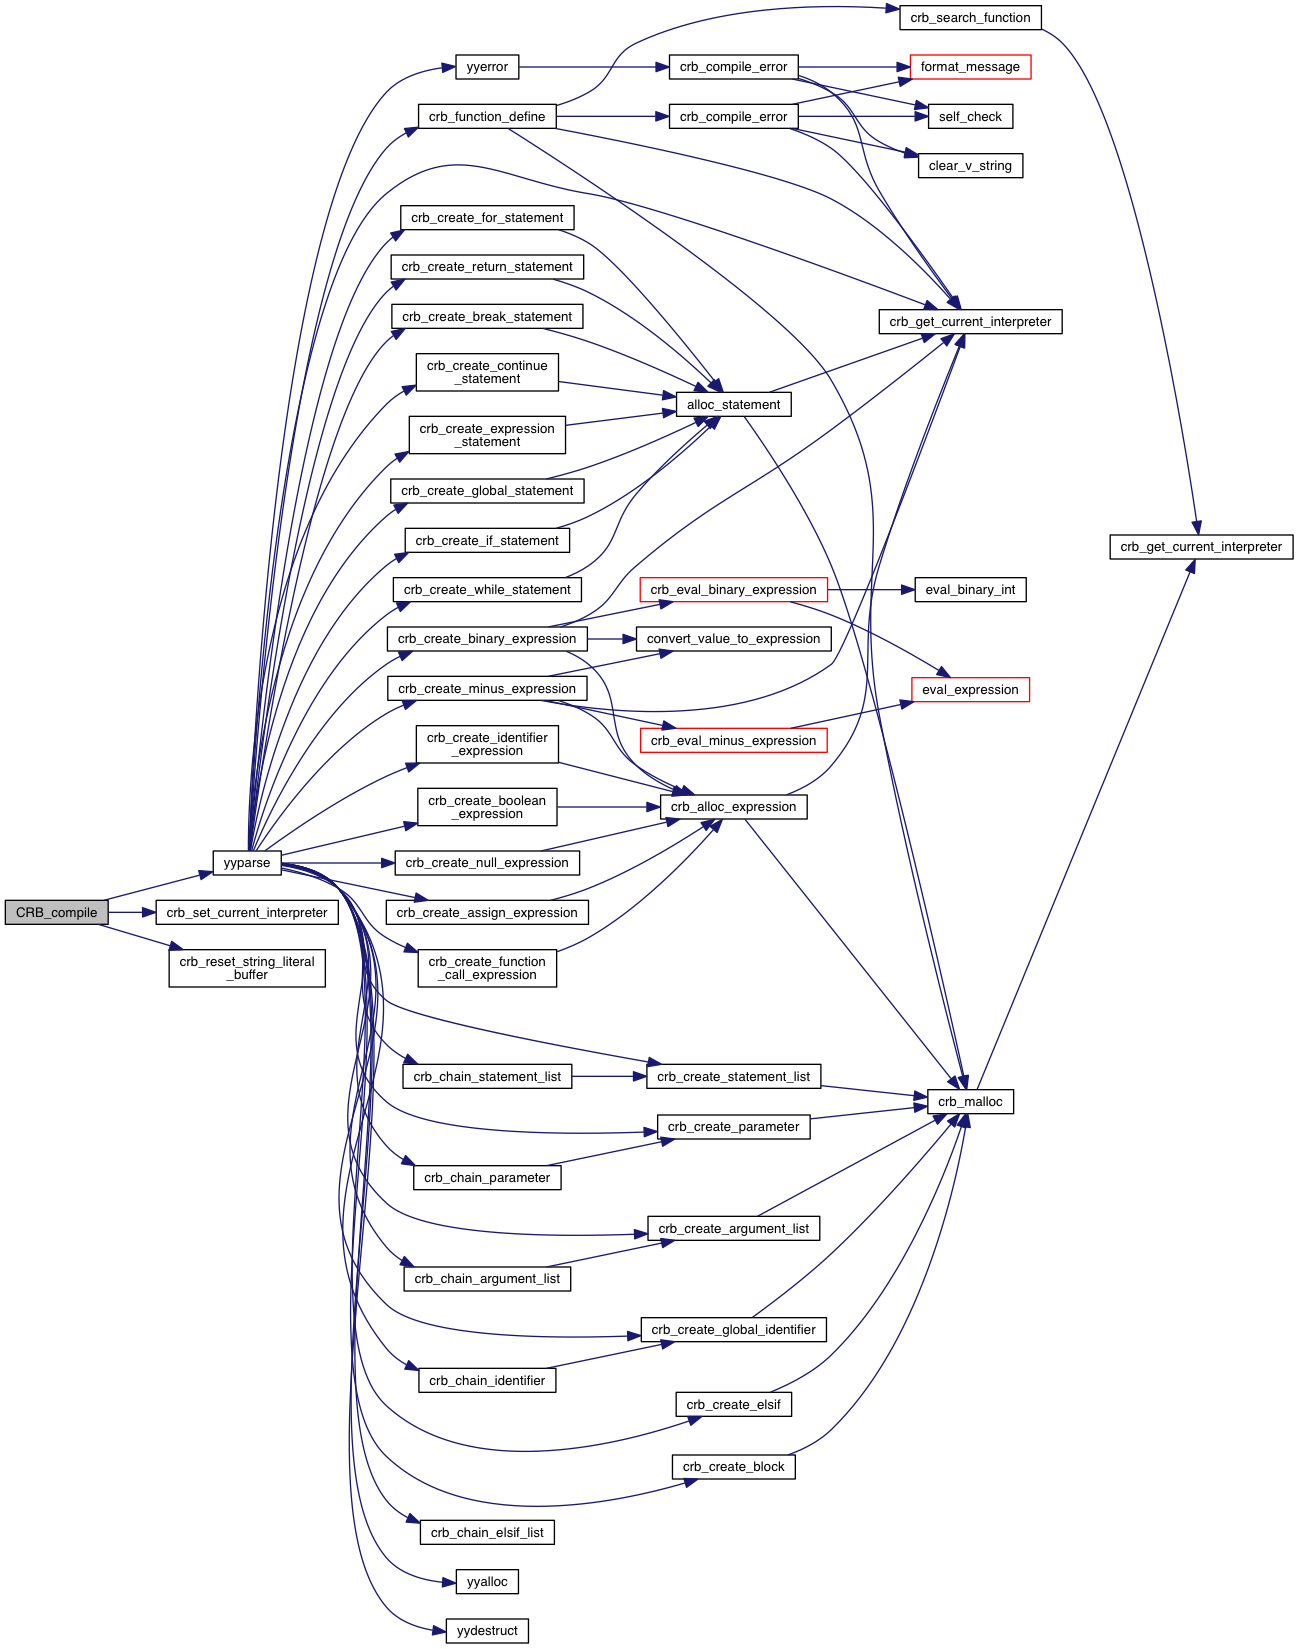 crb_search_function
yyerror
crb_compile_error
format_message
crb_function_define
crb_compile_error
self_check
clear_v_string
crb_create_for_statement
crb_create_return_statement
crb_create_break_statement
crb_get_current_interpreter
crb_create_continue
_statement
alloc_statement
crb_create_expression
_statement
crb_create_global_statement
crb_create_if_statement
crb_get_current_interpreter
crb_create_while_statement
crb_eval_binary_expression
eval_binary_int
crb_create_binary_expression
convert_value_to_expression
crb_create_minus_expression
eval_expression
crb_create_identifier
_expression
crb_eval_minus_expression
crb_create_boolean
_expression
crb_alloc_expression
yyparse
crb_create_null_expression
CRB_compile
crb_set_current_interpreter
crb_create_assign_expression
crb_reset_string_literal
_buffer
crb_create_function
_call_expression
crb_chain_statement_list
crb_create_statement_list
crb_malloc
crb_create_parameter
crb_chain_parameter
crb_create_argument_list
crb_chain_argument_list
crb_create_global_identifier
crb_chain_identifier
crb_create_elsif
crb_create_block
crb_chain_elsif_list
yyalloc
yydestruct